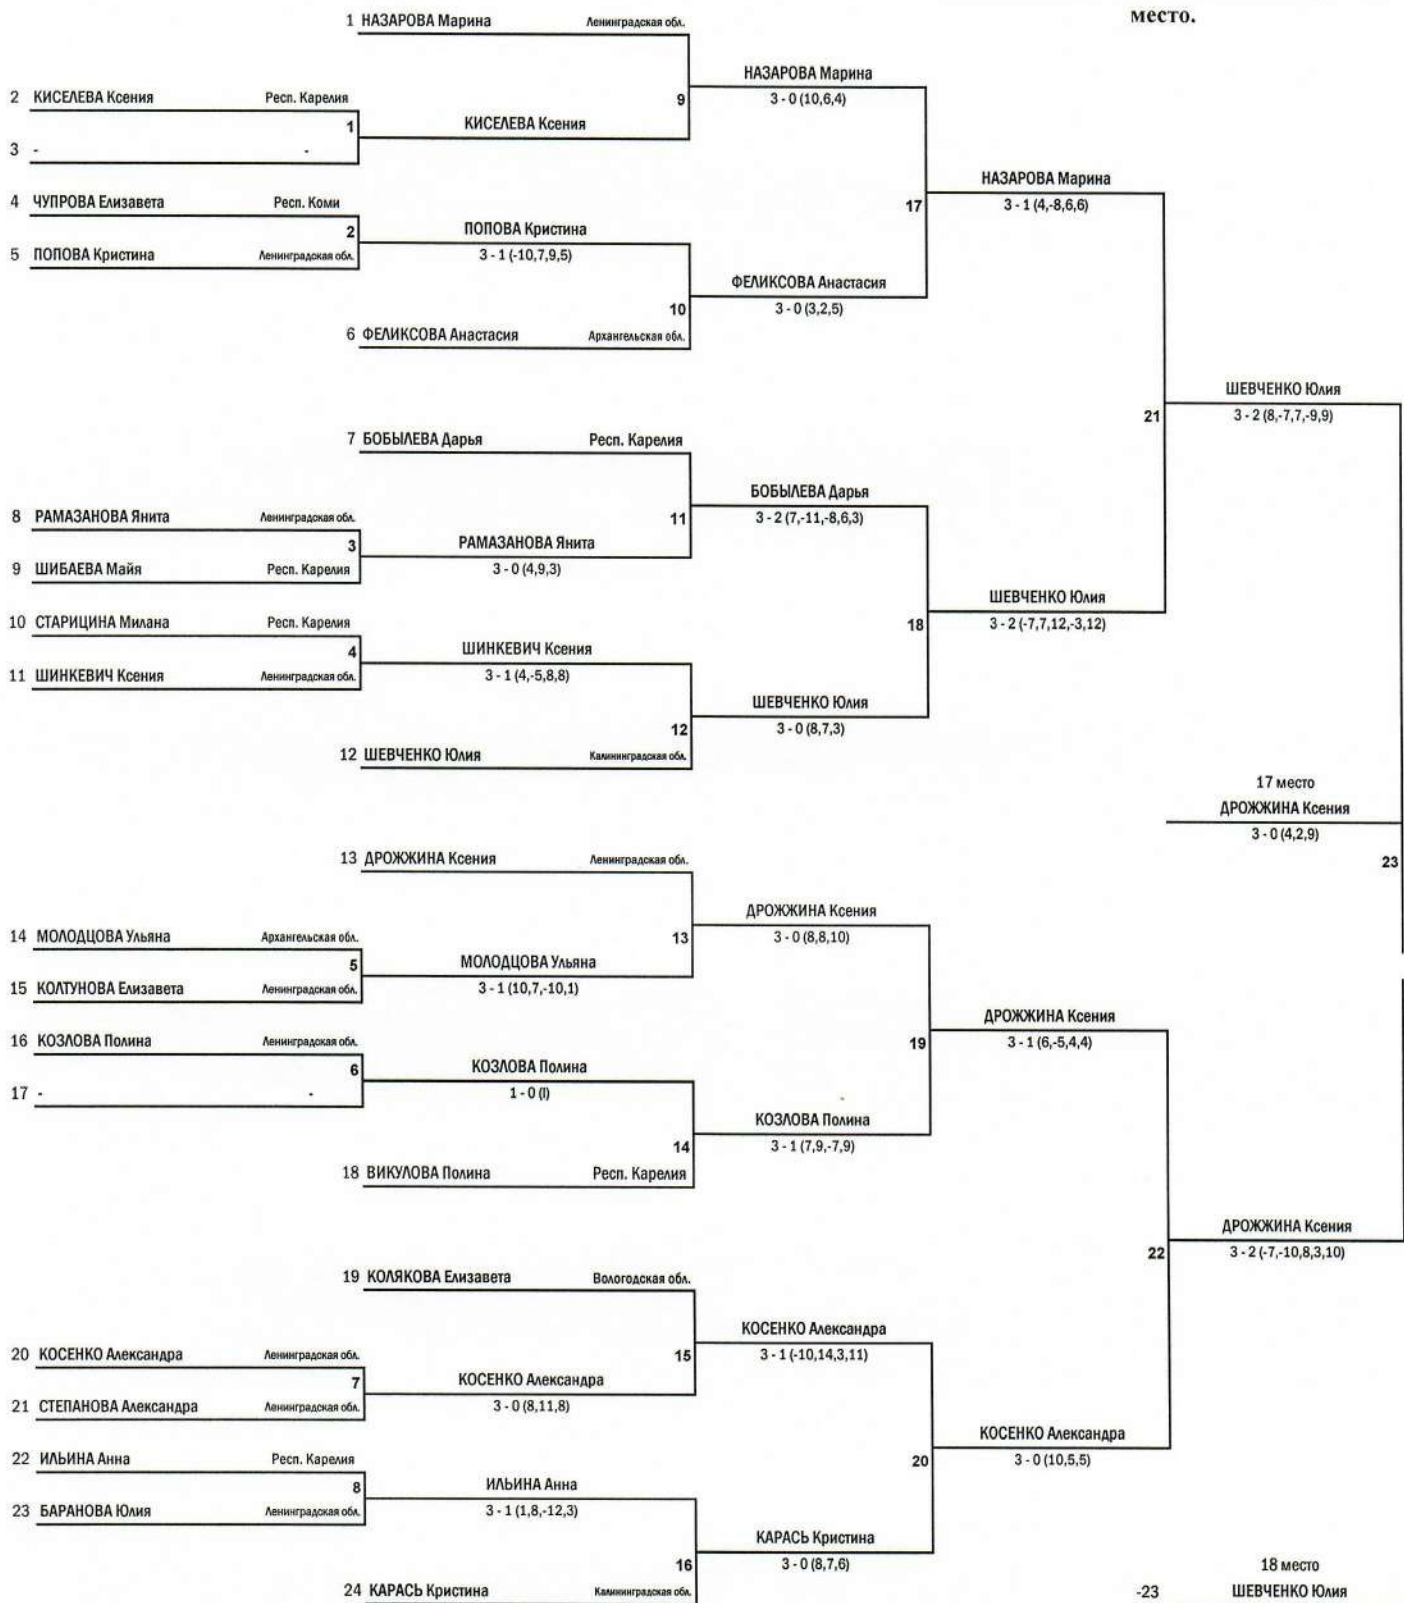 место.
1 НАЗАРОВА Марина Ленинградская обл.
НАЗАРОВА Марина
2 КИСЕЛЕВА Ксения Респ. Карелия
9 3 - 0 (10,6,4)
1 КИСЕЛЕВА Ксения
3 - -
НАЗАРОВА Марина
4 ЧУПРОВА Елизавета Респ. Коми
17 3 - 1 (4,-8,6,6)
2 ПОПОВА Кристина
5 ПОПОВА Кристина Ленинградская обл.
3 - 1 (-10,7,9,5)
ФЕЛИКСОВА Анастасия
10 3 - 0 (3,2,5)
6 ФЕЛИКСОВА Анастасия Архангельская обл.
ШЕВЧЕНКО Юлия
21 3 - 2 (8,-7,7,-9,9)
7 БОБЫЛЕВА Дарья Респ. Карелия
БОБЫЛЕВА Дарья
8 РАМАЗАНОВА Янита Ленинградская обл.
11 3 - 2 (7,-11,-8,6,3)
3 РАМАЗАНОВА Янита
9 ШИБАЕВА Майя Респ. Карелия
3 - 0 (4,9,3)
ШЕВЧЕНКО Юлия
10 СТАРИЦИНА Милана Респ. Карелия
18 3 - 2 (-7,7,12,-3,12)
4 ШИНКЕВИЧ Ксения
11 ШИНКЕВИЧ Ксения Ленинградская обл.
3 - 1 (4,-5,8,8)
ШЕВЧЕНКО Юлия
12 3 - 0 (8,7,3)
12 ШЕВЧЕНКО Юлия Калининградская обл.
17 место
ДРОЖЖИНА Ксения
3 - 0 (4,2,9)
23
13 ДРОЖЖИНА Ксения Ленинградская обл.
ДРОЖЖИНА Ксения
14 МОЛОДЦОВА Ульяна Архангельская обл.
13 3 - 0 (8,8,10)
5 МОЛОДЦОВА Ульяна
15 КОЛТУНОВА Елизавета Ленинградская обл.
3 - 1 (10,7,-10,1)
ДРОЖЖИНА Ксения
16 КОЗЛОВА Полина Ленинградская обл.
19 3 - 1 (6,-5,4,4)
6 КОЗЛОВА Полина
17 - -
1 - 0 (I)
КОЗЛОВА Полина
14 3 - 1 (7,9,-7,9)
18 ВИКУЛОВА Полина Респ. Карелия
ДРОЖЖИНА Ксения
22 3 - 2 (-7,-10,8,3,10)
19 КОЛЯКОВА Елизавета Вологодская обл.
КОСЕНКО Александра
20 КОСЕНКО Александра Ленинградская обл.
15 3 - 1 (-10,14,3,11)
7 КОСЕНКО Александра
21 СТЕПАНОВА Александра Ленинградская обл.
3 - 0 (8,11,8)
КОСЕНКО Александра
22 ИЛЬИНА Анна Респ. Карелия
20 3 - 0 (10,5,5)
8 ИЛЬИНА Анна
23 БАРАНОВА Юлия Ленинградская обл.
3 - 1 (1,8,-12,3)
КАРАСЬ Кристина
16 3 - 0 (8,7,6)
18 место
24 КАРАСЬ Кристина Калининградская обл.
-23 ШЕВЧЕНКО Юлия